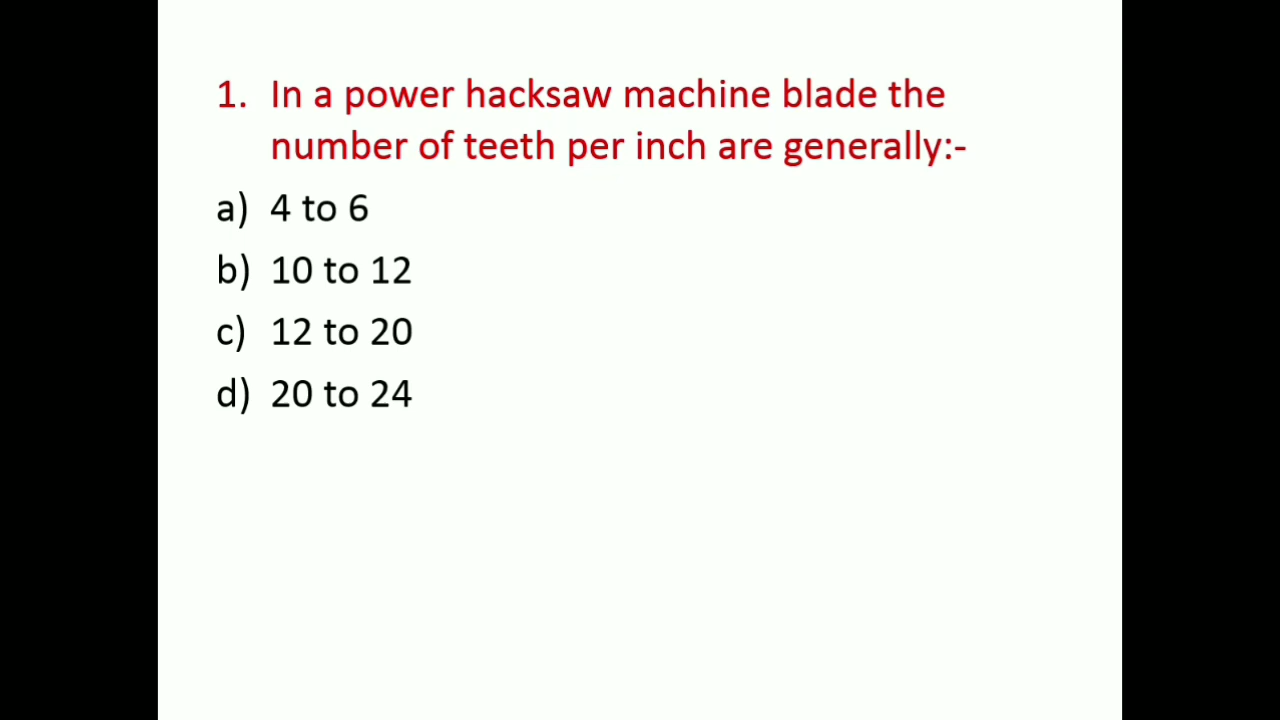 1. In a power hacksaw machine blade the
number of teeth per inch are generally:-
a) 4 to 6
b) 10 to 12
c) 12 to 20
d) 20 to 24